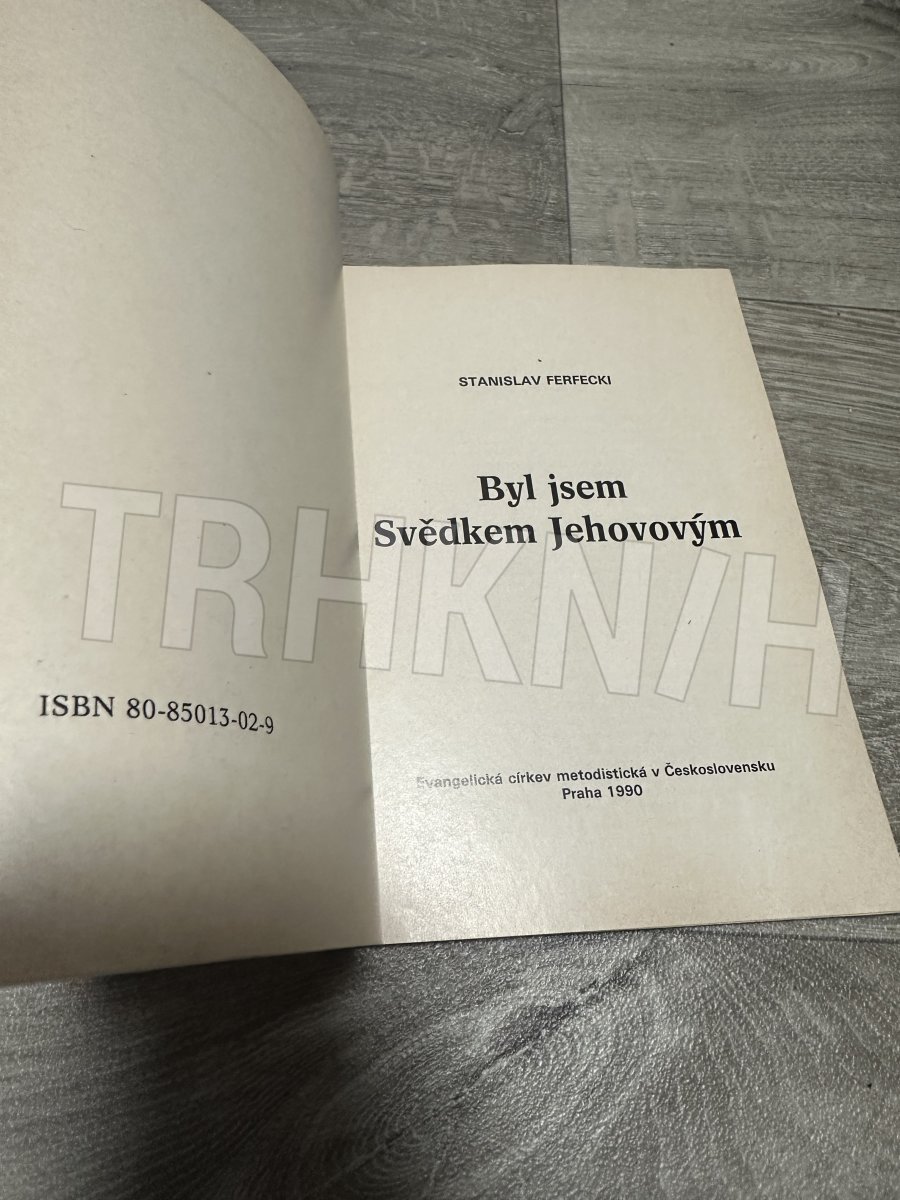 ISBN 80-85013-02-9
STANISLAV FERFECKI
Byl jsem
Svědkem Jehovovým
Evangelická církev metodistická v Československu
Praha 1990
TRHKNIH